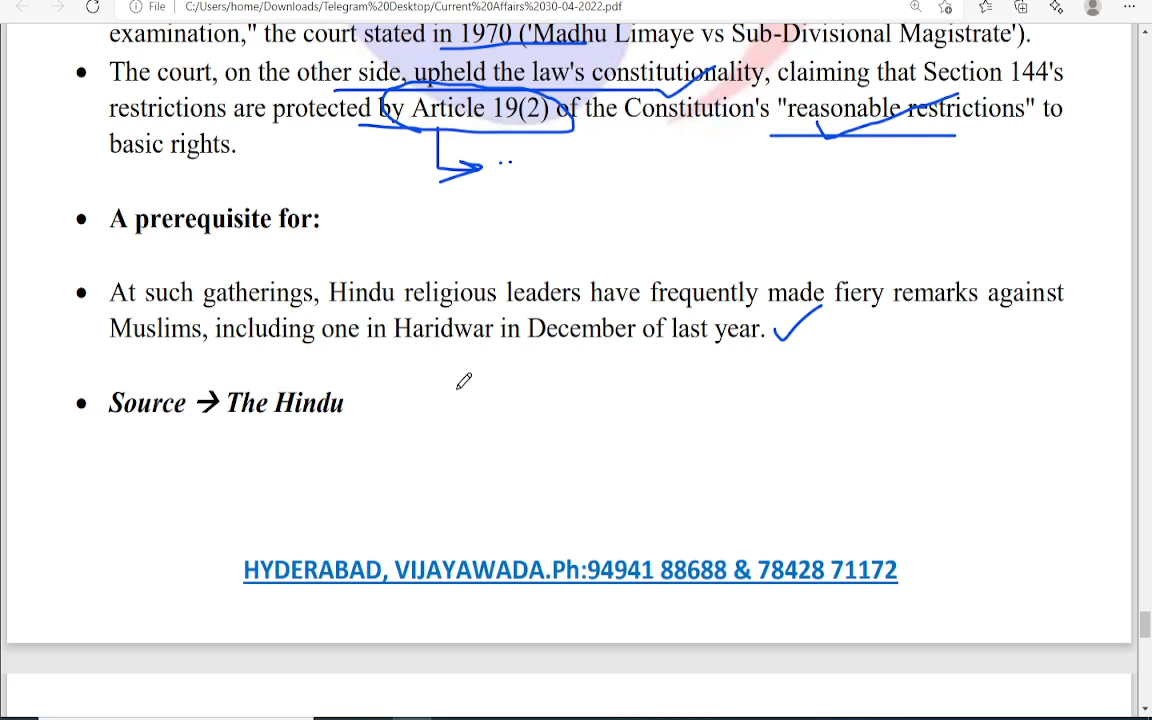 File
C:/Users/home/Downloads/Telegram%20Desktop/Current%20Affairs%2030-04-2022.pdf
examination," the court stated in 1970 ('Madhu Limaye vs Sub-Divisional Magistrate').
• The court, on the other side, upheld the law's constitutionality, claiming that Section 144's
restrictions are protected by Article 19(2) of the Constitution's "reasonable restrictions" to
basic rights.
• A prerequisite for:
• At such gatherings, Hindu religious leaders have frequently made fiery remarks against
Muslims, including one in Haridwar in December of last year.
• Source → The Hindu
HYDERABAD, VIJAYAWADA.Ph:94941 88688 & 78428 71172